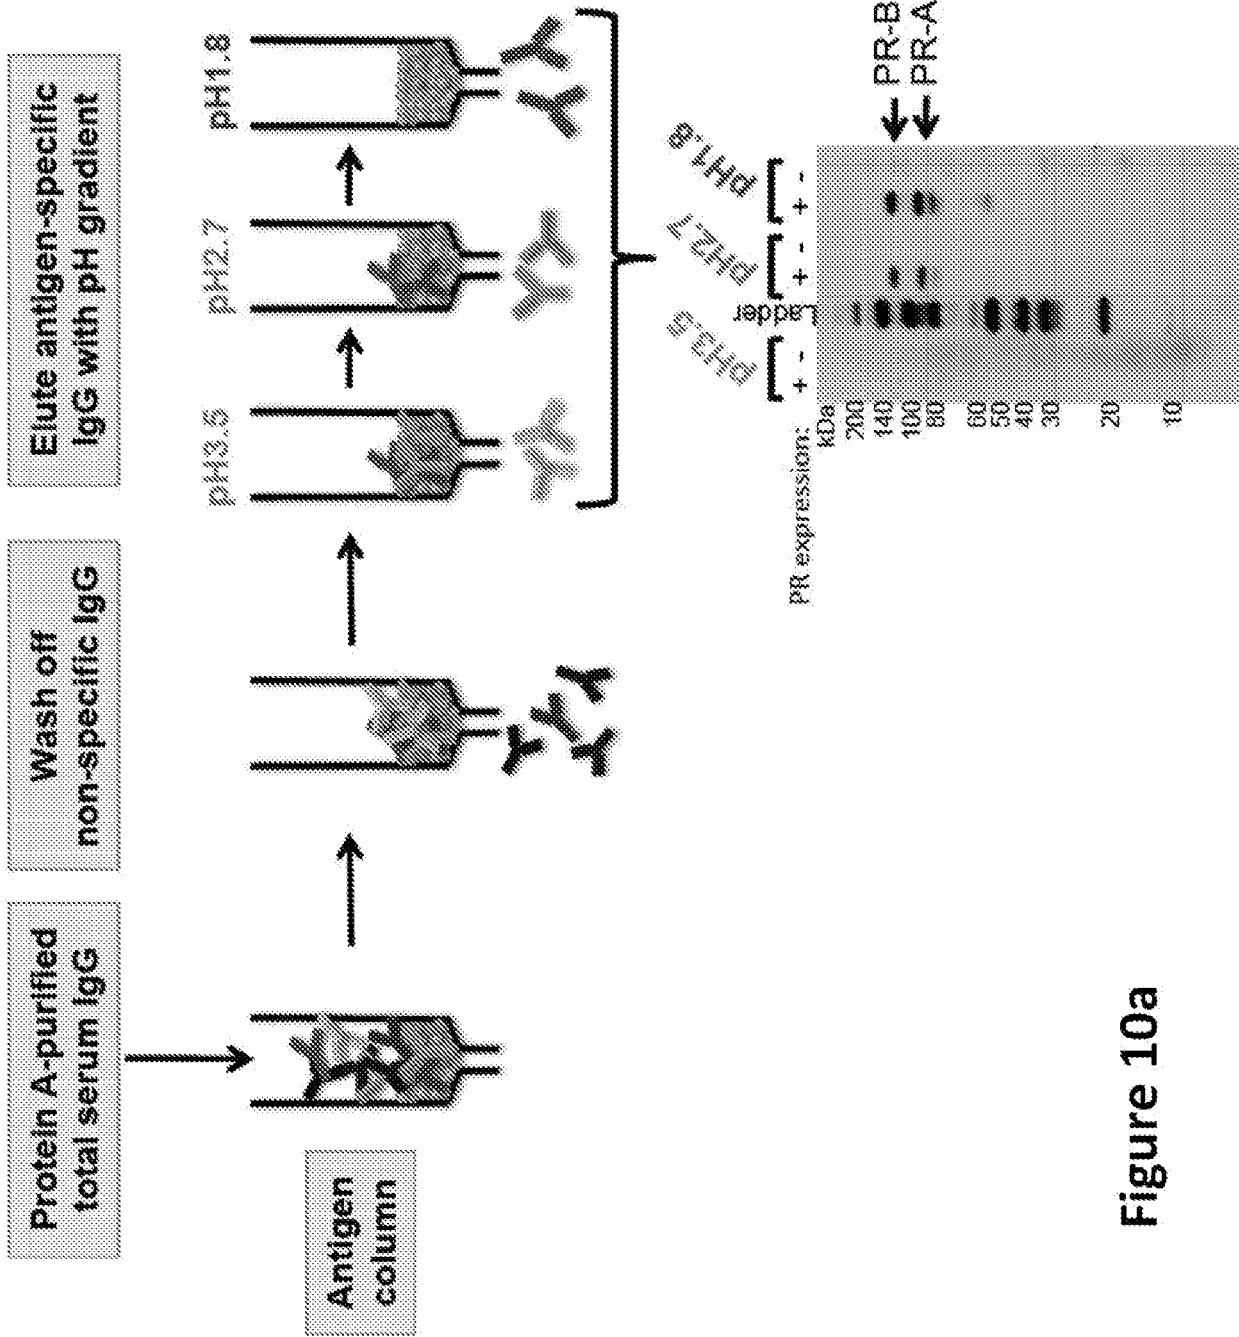 Protein A-purified
total serum IgG
Wash off
non-specific IgG
Elute antigen-specific
IgG with pH gradient
Antigen
column
pH3.5
pH2.7
pH1.8
PR expression:
pH3.5
Ladder
pH2.7
pH1.8
+ - + - + -
kDa
200
140
100
80
60
50
40
30
20
10
PR-B
PR-A
Figure 10a